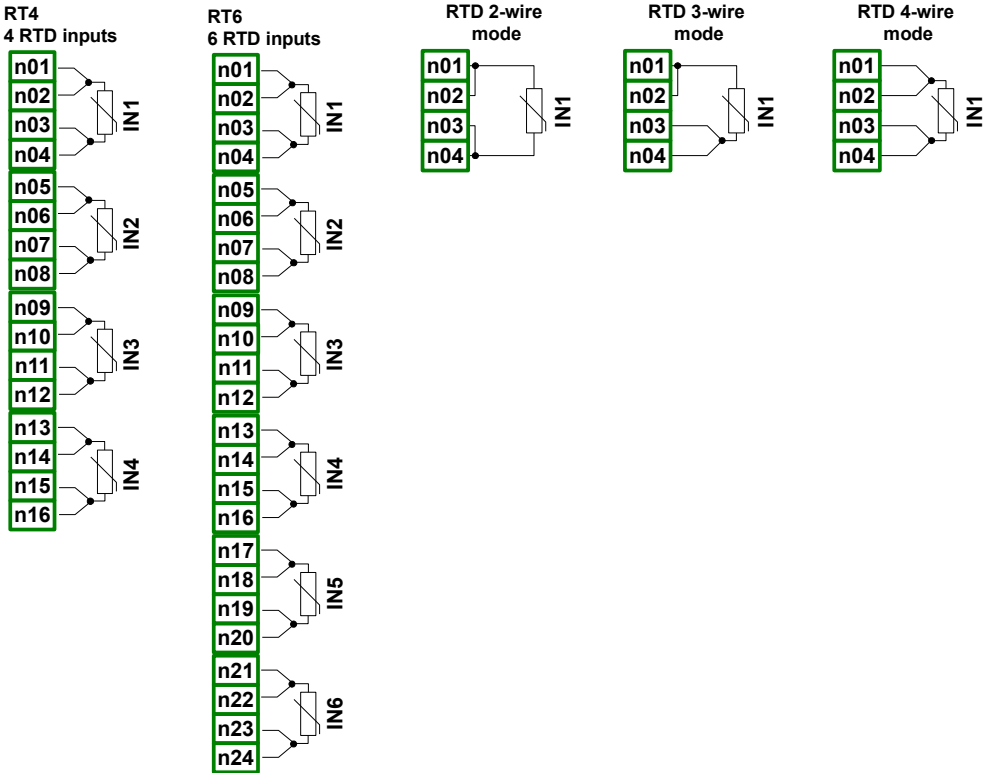 RT4
4 RTD inputs
n01
n02
n03
n04
IN1
n05
n06
n07
n08
IN2
n09
n10
n11
n12
IN3
n13
n14
n15
n16
IN4
RT6
6 RTD inputs
n01
n02
n03
n04
IN1
n05
n06
n07
n08
IN2
n09
n10
n11
n12
IN3
n13
n14
n15
n16
IN4
n17
n18
n19
n20
IN5
n21
n22
n23
n24
IN6
RTD 2-wire
mode
n01
n02
n03
n04
IN1
RTD 3-wire
mode
n01
n02
n03
n04
IN1
RTD 4-wire
mode
n01
n02
n03
n04
IN1